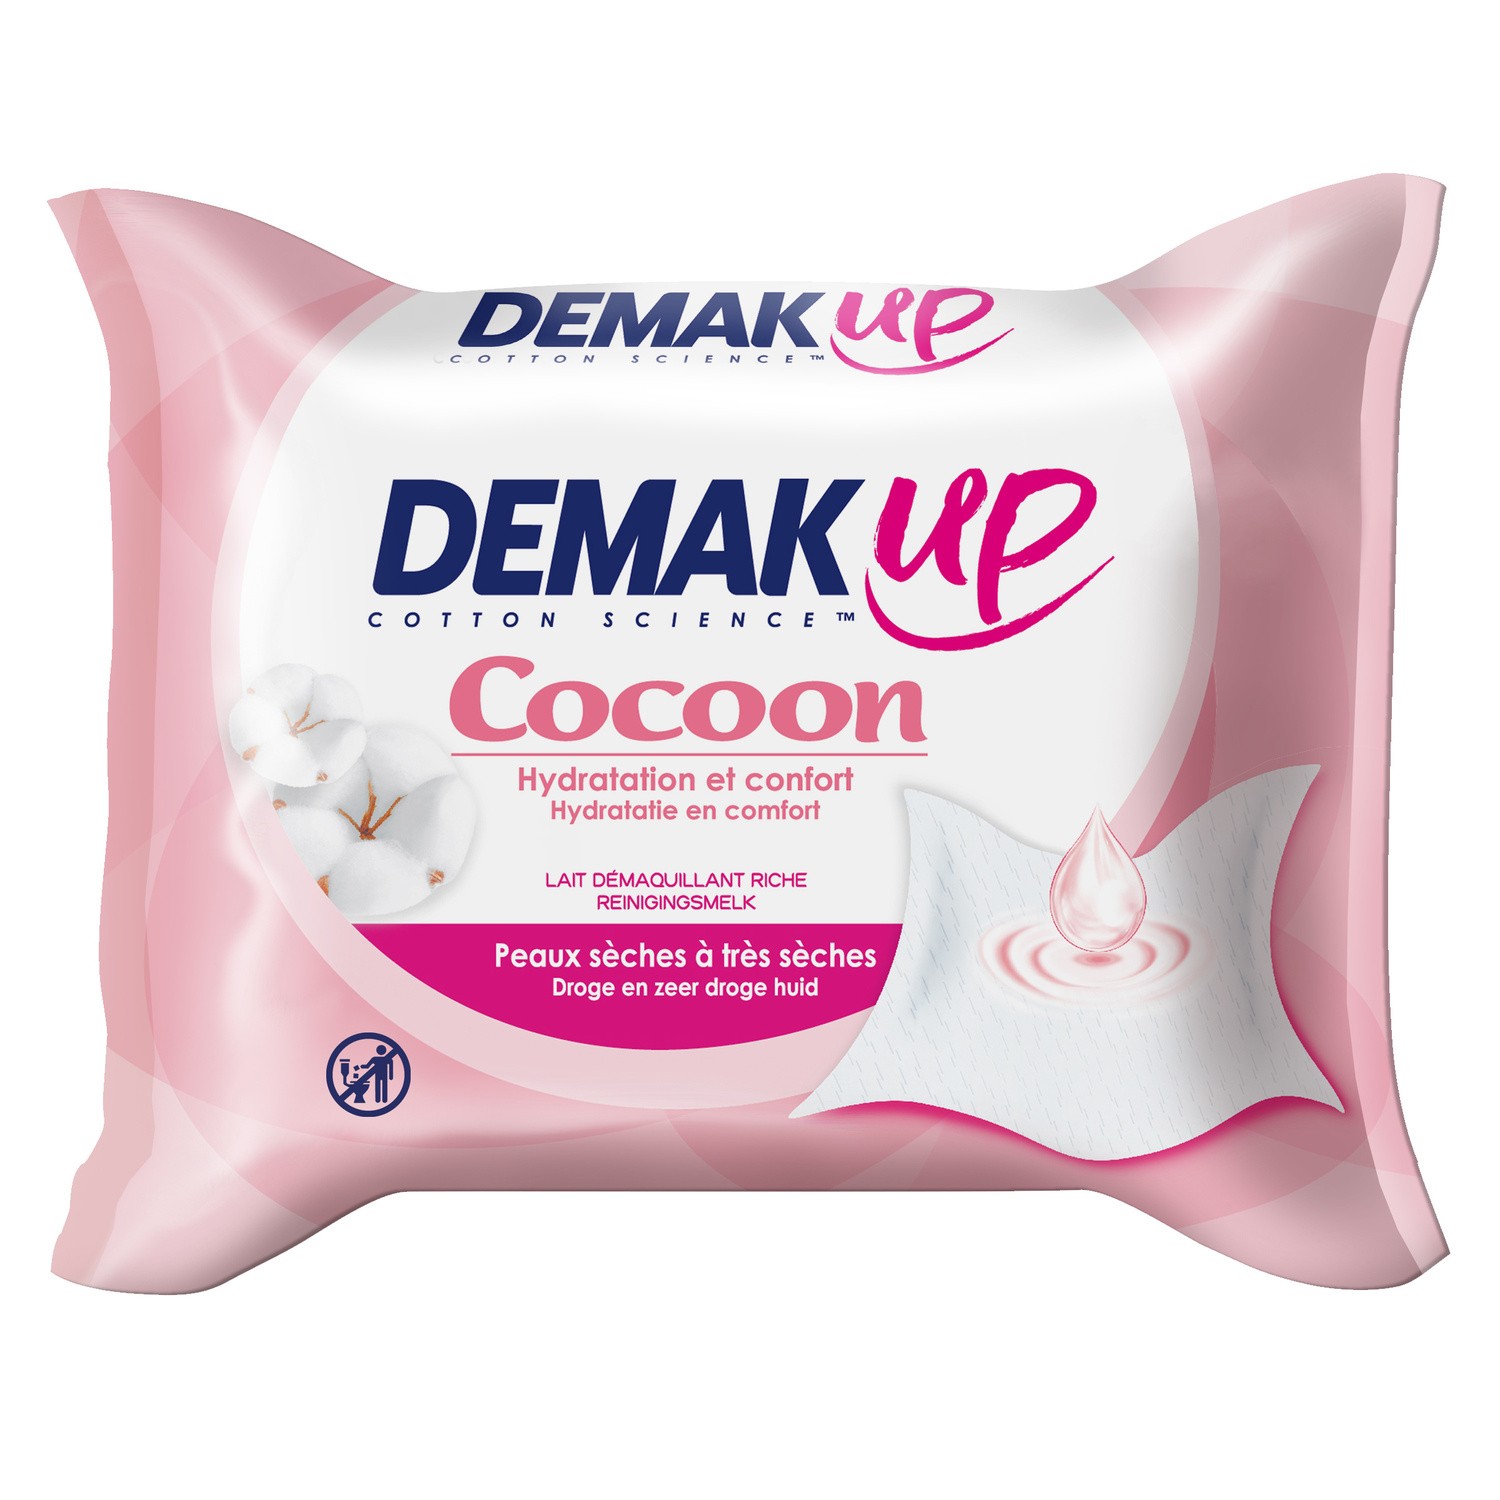 DEMAK UP
COTTON SCIENCE™
DEMAK UP
COTTON SCIENCE™
Cocoon
Hydratation et confort
Hydratatie en comfort
LAIT DÉMAQUILLANT RICHE
REINIGINGSMELK
Peaux sèches à très sèches
Droge en zeer droge huid